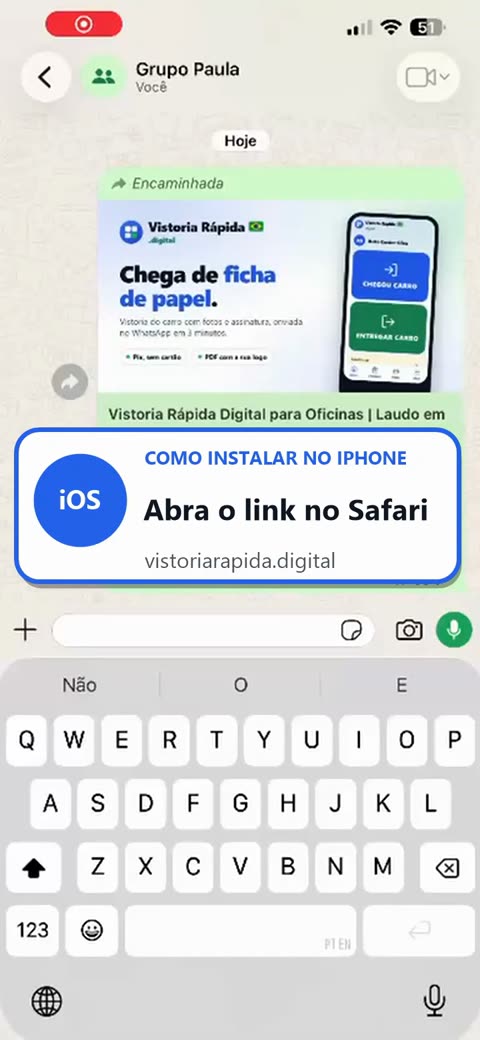 51
Grupo Paula
Você
Hoje
Encaminhada
Vistoria Rápida
.digital
Chega de ficha
de papel.
Vistoria do carro com fotos e assinatura, enviada
no WhatsApp em 3 minutos.
Pix, sem cartão
PDF com a sua logo
CHEGOU CARRO
ENTREGAR CARRO
Vistoria Rápida Digital para Oficinas | Laudo em
iOS
COMO INSTALAR NO IPHONE
Abra o link no Safari
vistoriarapida.digital
Não
O
E
Q W E R T Y U I O P
A S D F G H J K L
Z X C V B N M
123
PT EN